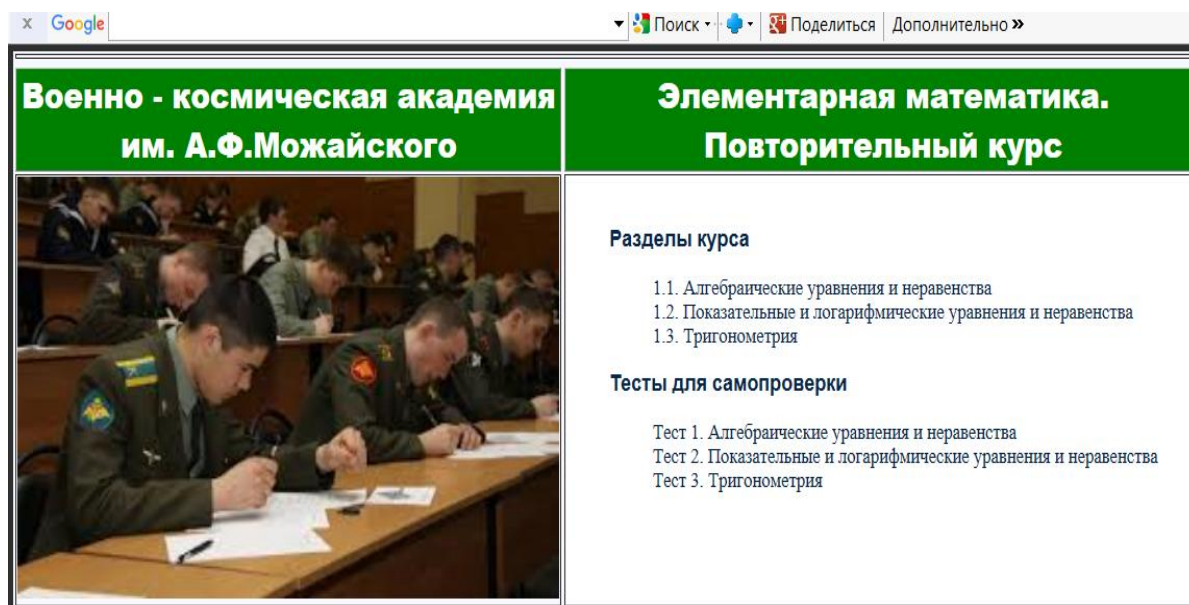 x Google Поиск Поделиться Дополнительно »
Военно - космическая академия
им. А.Ф.Можайского
Элементарная математика.
Повторительный курс
Разделы курса
1.1. Алгебраические уравнения и неравенства
1.2. Показательные и логарифмические уравнения и неравенства
1.3. Тригонометрия
Тесты для самопроверки
Тест 1. Алгебраические уравнения и неравенства
Тест 2. Показательные и логарифмические уравнения и неравенства
Тест 3. Тригонометрия